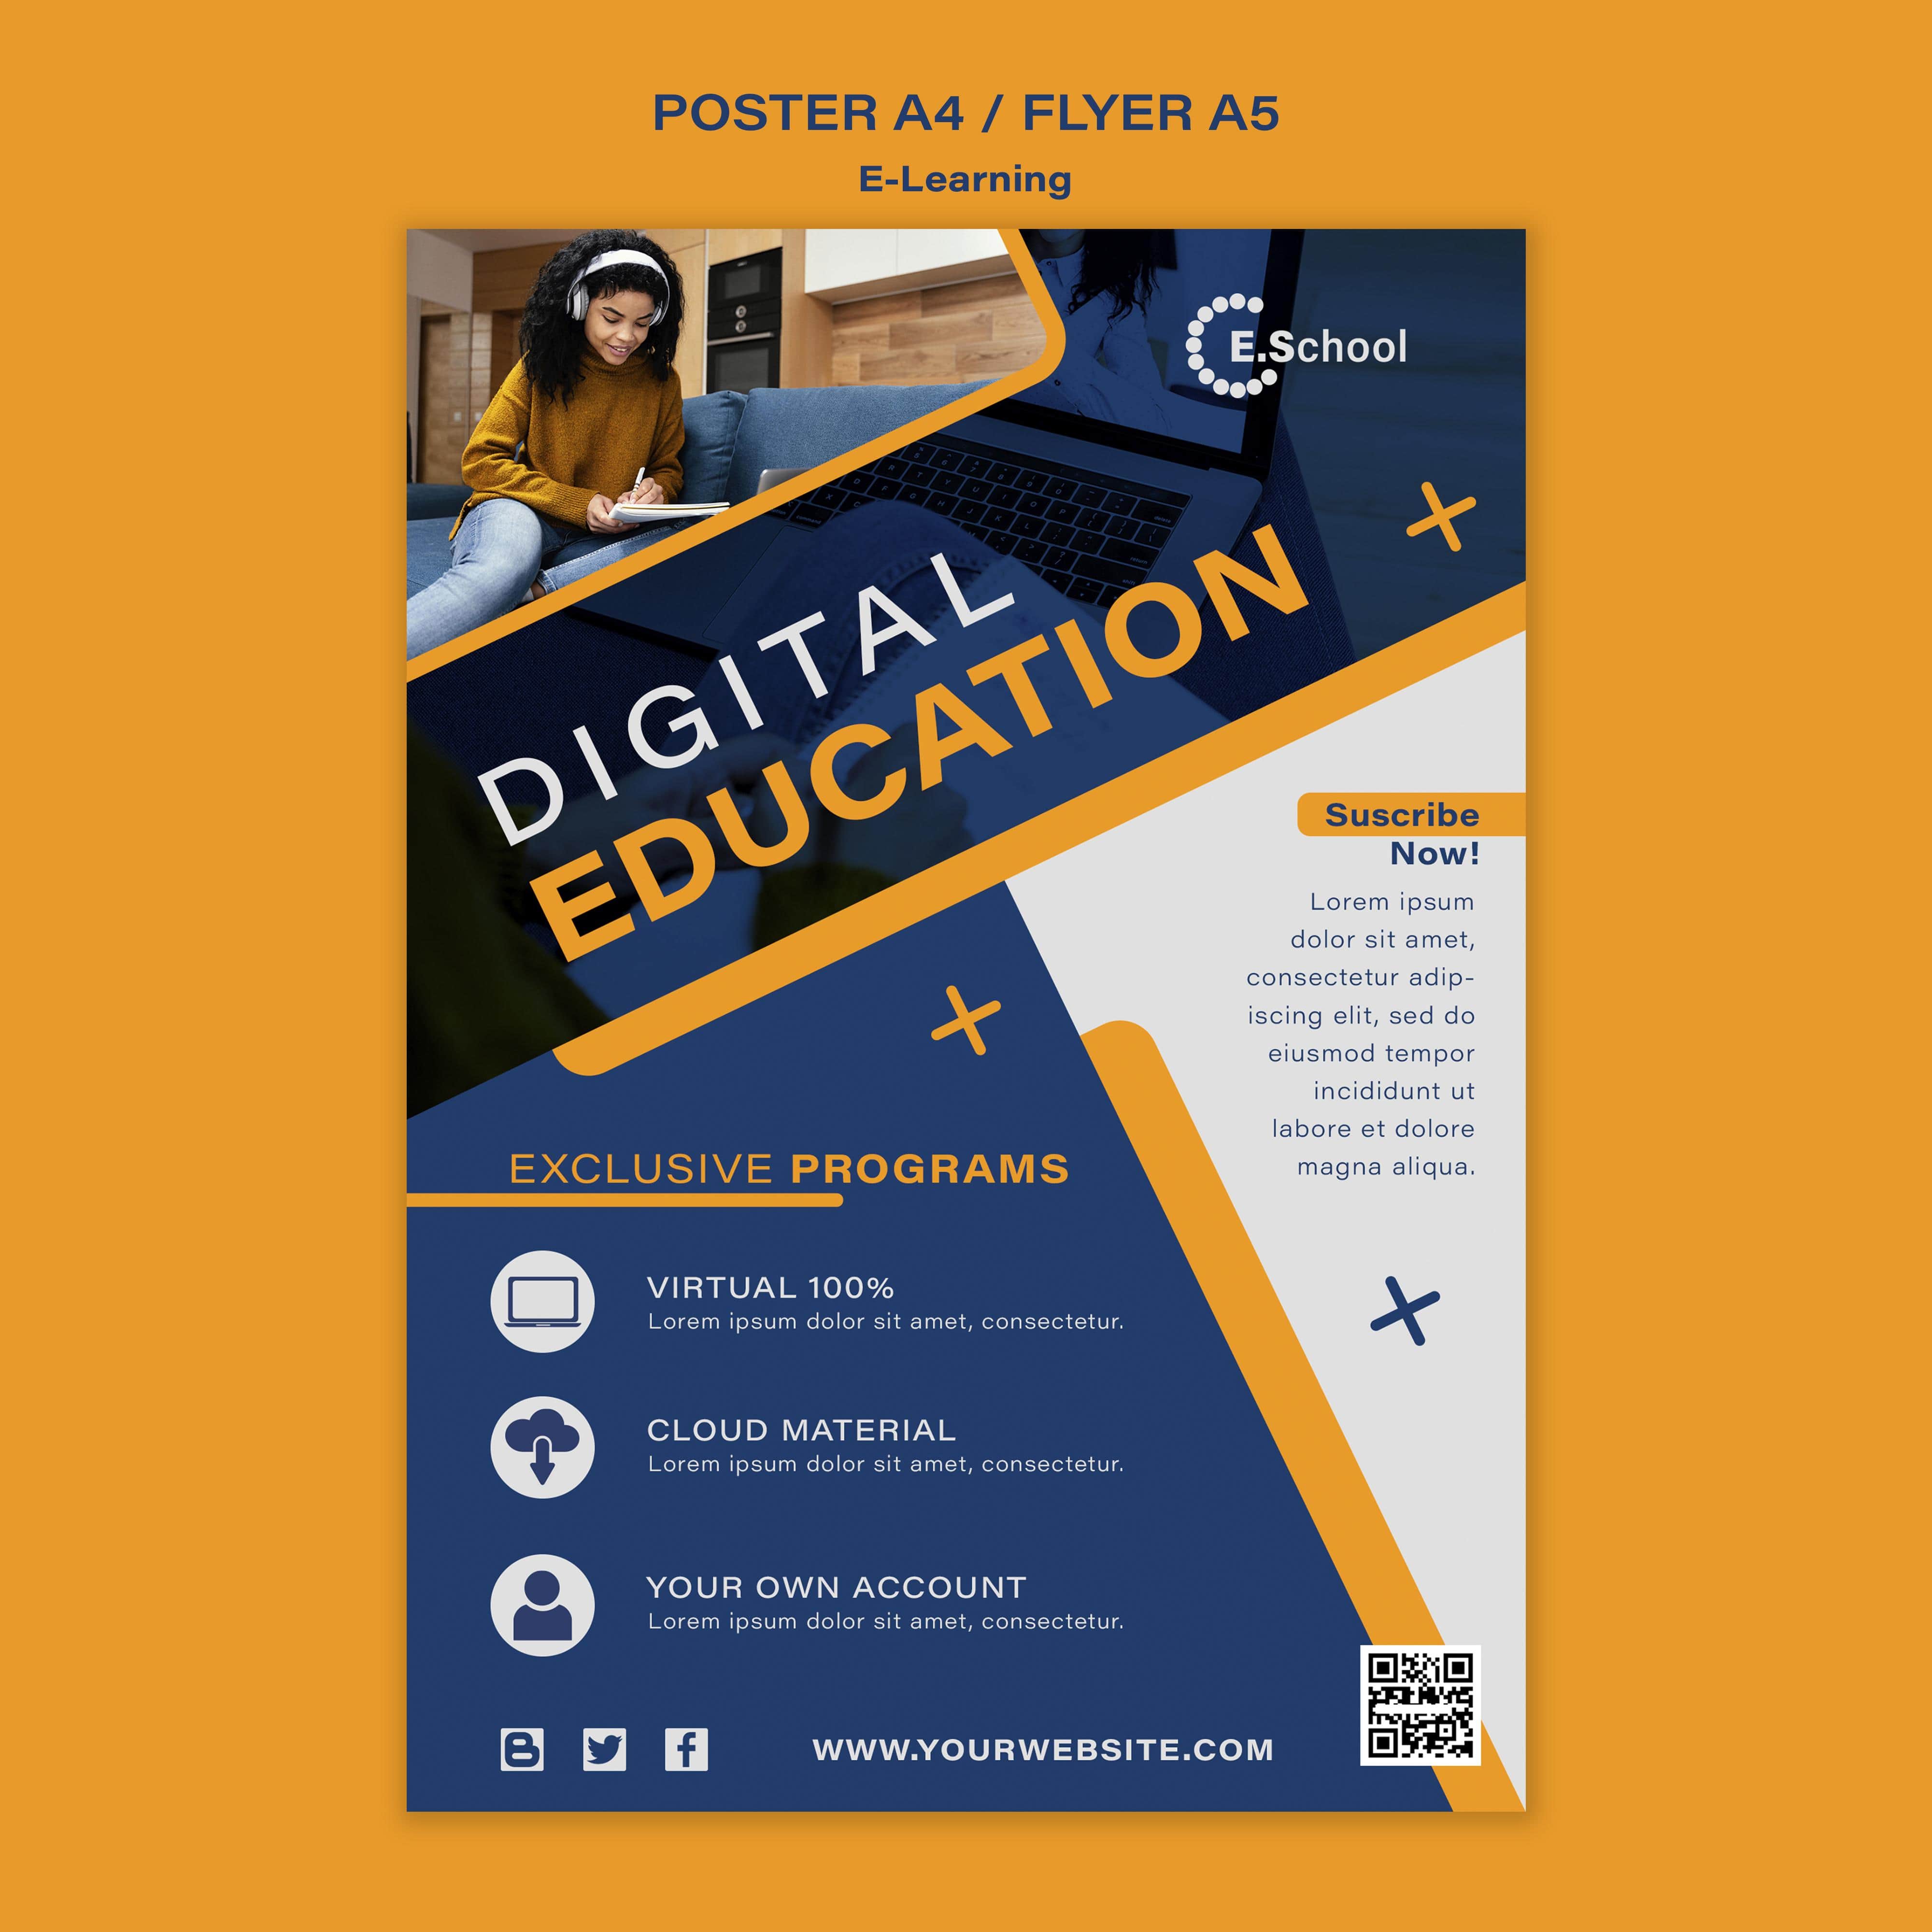 POSTER A4 / FLYER A5
E-Learning
E.School
DIGITAL
EDUCATION
Suscribe
Now!
Lorem ipsum
dolor sit amet,
consectetur adip-
iscing elit, sed do
eiusmod tempor
incididunt ut
labore et dolore
magna aliqua.
EXCLUSIVE PROGRAMS
VIRTUAL 100%
Lorem ipsum dolor sit amet, consectetur.
CLOUD MATERIAL
Lorem ipsum dolor sit amet, consectetur.
YOUR OWN ACCOUNT
Lorem ipsum dolor sit amet, consectetur.
WWW.YOURWEBSITE.COM